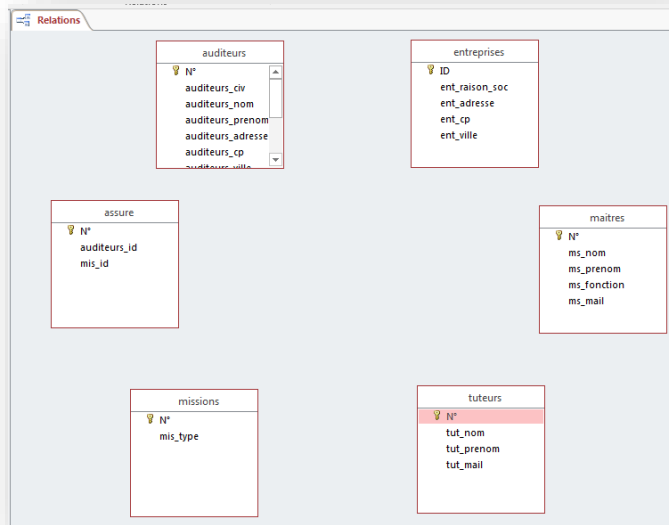 Relations
auditeurs
N°
auditeurs_civ
auditeurs_nom
auditeurs_prenom
auditeurs_adresse
auditeurs_cp
auditeurs_ville
entreprises
ID
ent_raison_soc
ent_adresse
ent_cp
ent_ville
assure
N°
auditeurs_id
mis_id
maitres
N°
ms_nom
ms_prenom
ms_fonction
ms_mail
missions
N°
mis_type
tuteurs
N°
tut_nom
tut_prenom
tut_mail